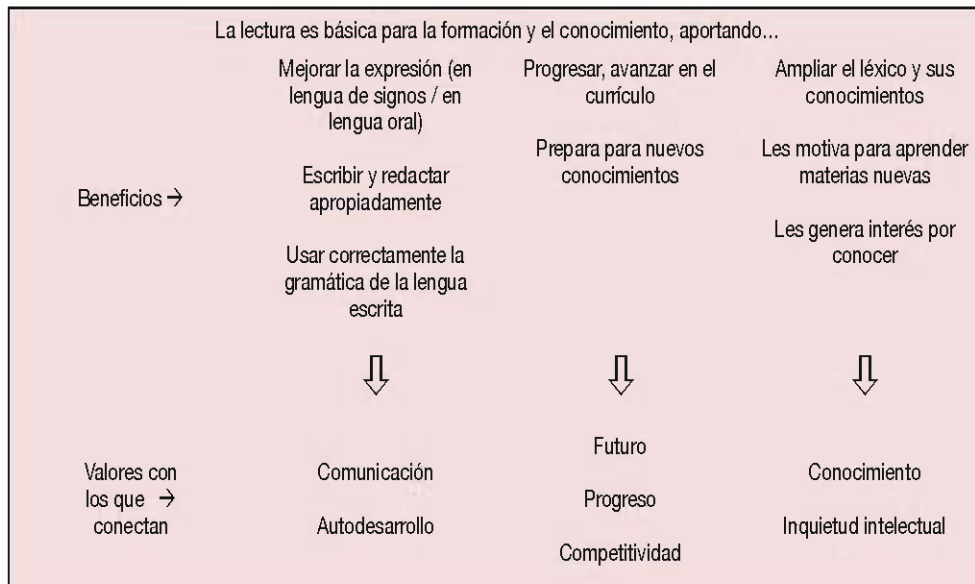 La lectura es básica para la formación y el conocimiento, aportando...
Beneficios →
Mejorar la expresión (en
lengua de signos / en
lengua oral)
Escribir y redactar
apropiadamente
Usar correctamente la
gramática de la lengua
escrita
Progresar, avanzar en el
currículo
Prepara para nuevos
conocimientos
Ampliar el léxico y sus
conocimientos
Les motiva para aprender
materias nuevas
Les genera interés por
conocer
Valores con
los que →
conectan
Comunicación
Autodesarrollo
Futuro
Progreso
Competitividad
Conocimiento
Inquietud intelectual